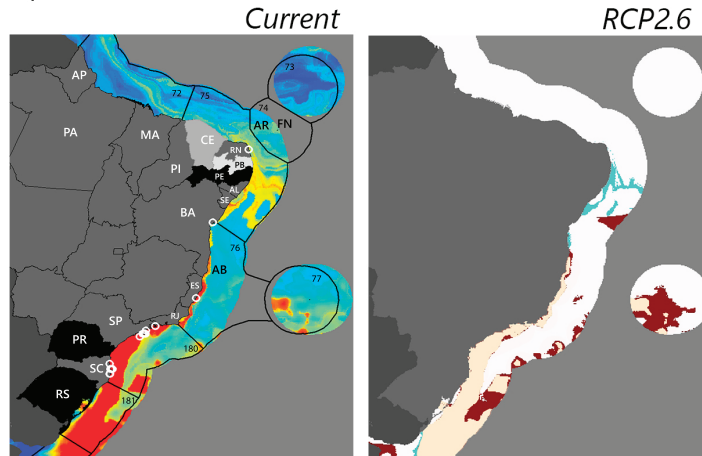 Current
RCP2.6
AP
72
75
73
74
PA
MA
CE
AR
FN
RN
PI
PB
PE
AL
SE
BA
76
AB
77
ES
SP
RJ
PR
180
SC
RS
181